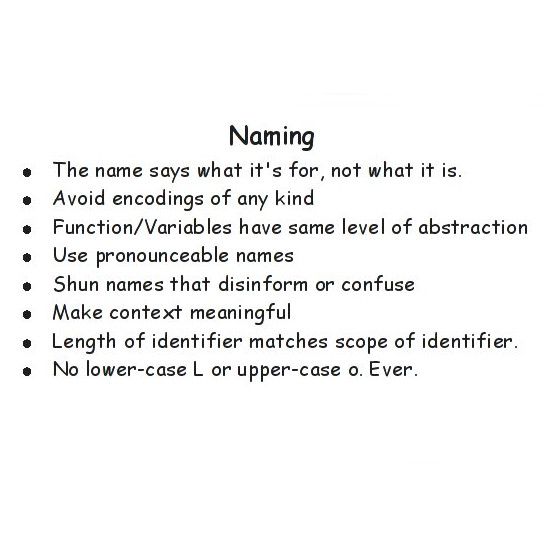 Naming
• The name says what it's for, not what it is.
• Avoid encodings of any kind
• Function/Variables have same level of abstraction
• Use pronounceable names
• Shun names that disinform or confuse
• Make context meaningful
• Length of identifier matches scope of identifier.
• No lower-case L or upper-case o. Ever.